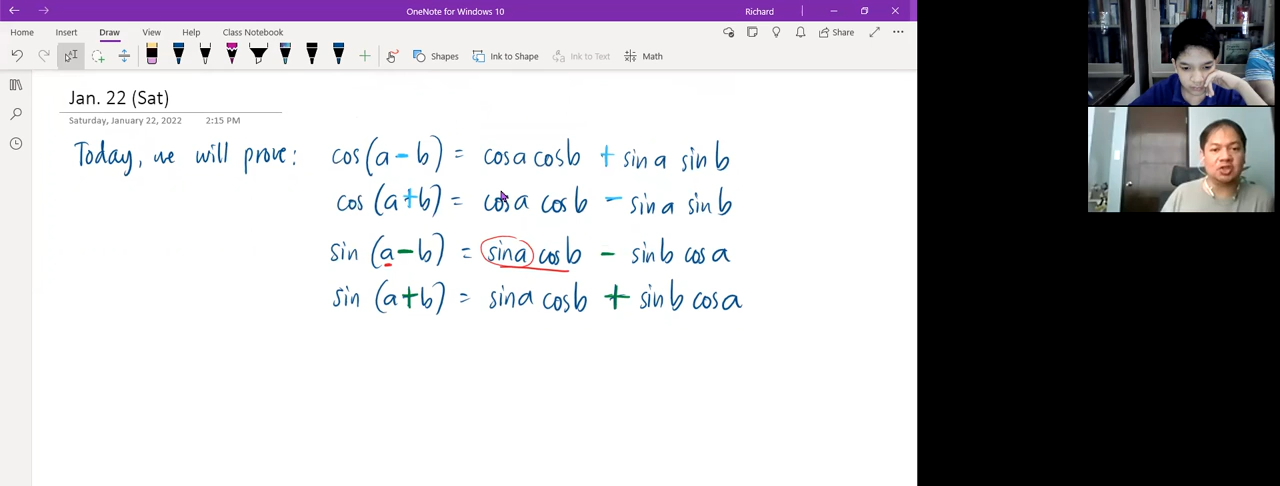 OneNote for Windows 10
Richard
Home Insert Draw View Help Class Notebook
Share
Shapes Ink to Shape Ink to Text Math
Jan. 22 (Sat)
Saturday, January 22, 2022 2:15 PM
Today, we will prove: cos(a - b) = cos a cos b + sin a sin b
cos (a + b) = cos a cos b - sin a sin b
sin (a - b) = sin a cos b - sin b cos a
sin (a + b) = sin a cos b + sin b cos a